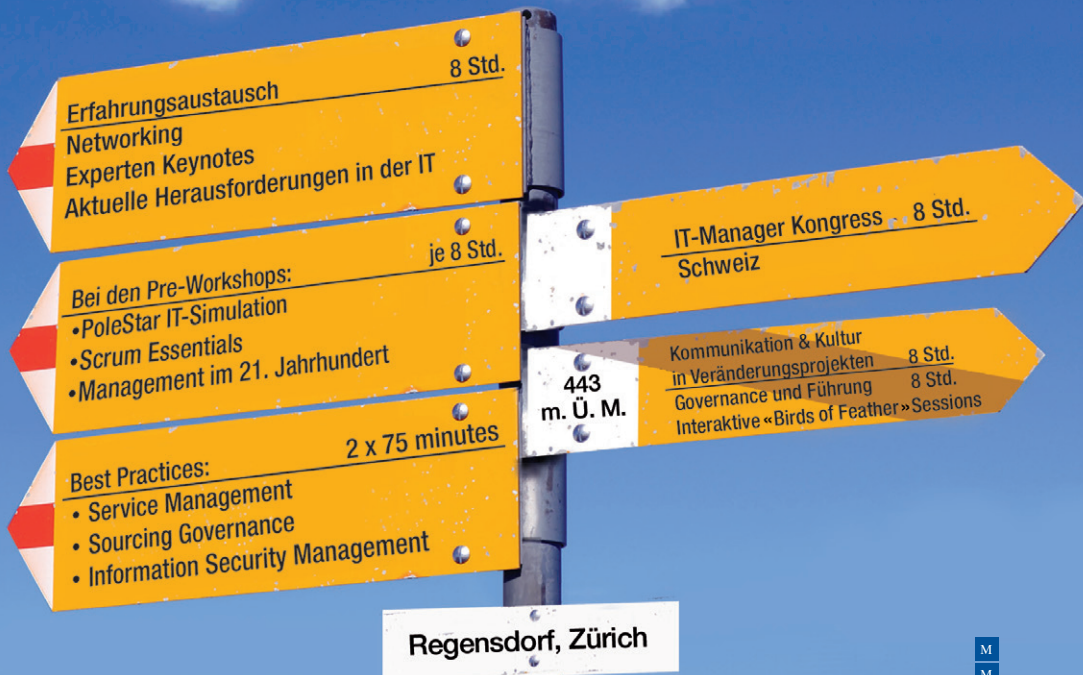 Erfahrungsaustausch 8 Std.
Networking
Experten Keynotes
Aktuelle Herausforderungen in der IT
Bei den Pre-Workshops: je 8 Std.
•PoleStar IT-Simulation
•Scrum Essentials
•Management im 21. Jahrhundert
Best Practices: 2 x 75 minutes
• Service Management
• Sourcing Governance
• Information Security Management
IT-Manager Kongress - 8 Std.
Schweiz
443
m. Ü. M.
Kommunikation & Kultur
in Veränderungsprojekten 8 Std.
Governance und Führung 8 Std.
Interaktive «Birds of Feather» Sessions
Regensdorf, Zürich
M
M